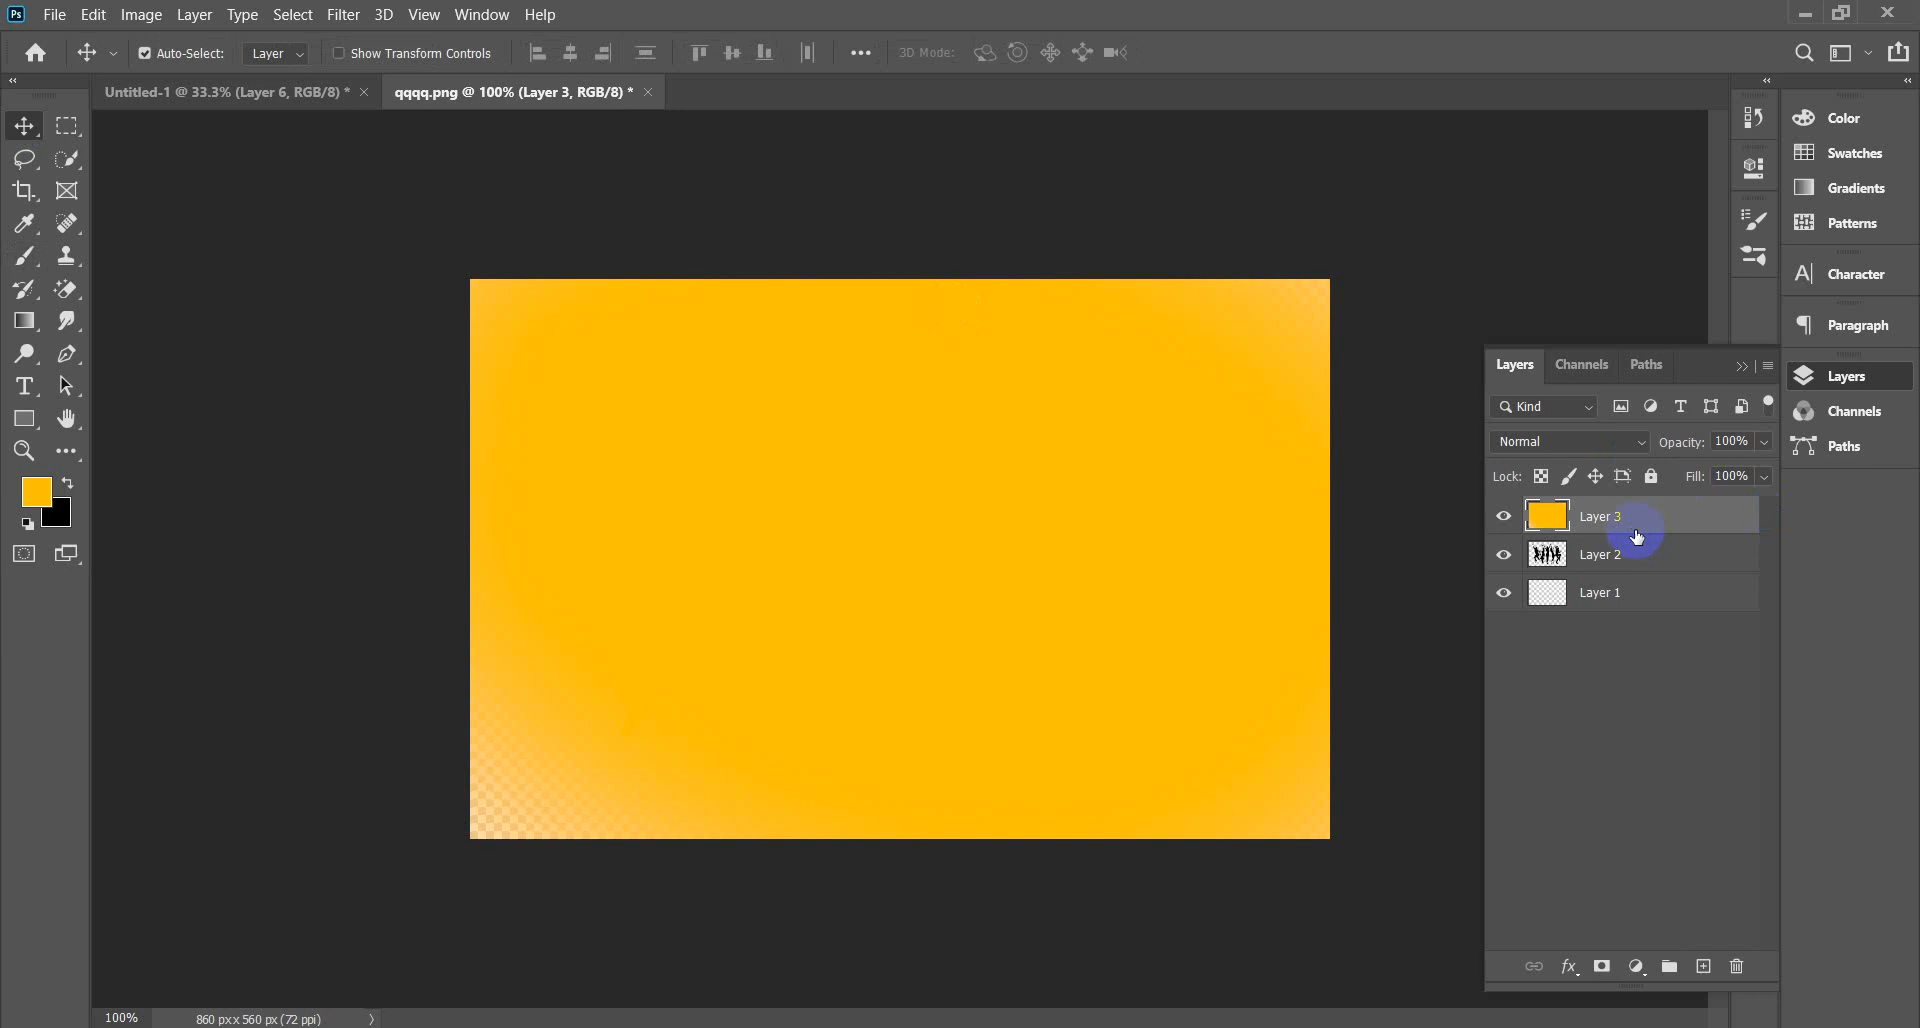 Ps File Edit Image Layer Type Select Filter 3D View Window Help
Auto-Select: Layer Show Transform Controls 3D Mode:
Untitled-1 @ 33.3% (Layer 6, RGB/8) * qqqq.png @ 100% (Layer 3, RGB/8) *
Color
Swatches
Gradients
Patterns
Character
Paragraph
Layers
Channels
Paths
Layers Channels Paths
Kind
Normal Opacity: 100%
Lock: Fill: 100%
Layer 3
Layer 2
Layer 1
fx
100% 860 px x 560 px (72 ppi)